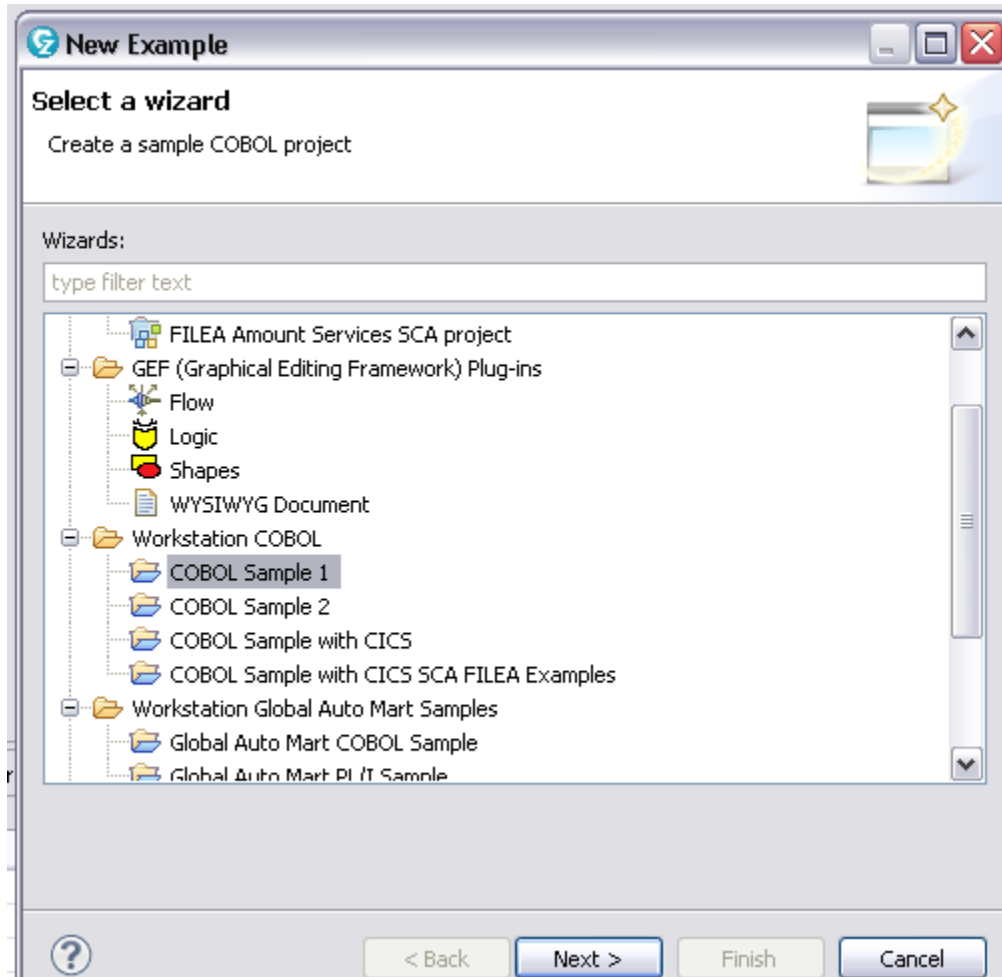 New Example
Select a wizard
Create a sample COBOL project
Wizards:
type filter text
FILEA Amount Services SCA project
GEF (Graphical Editing Framework) Plug-ins
Flow
Logic
Shapes
WYSIWYG Document
Workstation COBOL
COBOL Sample 1
COBOL Sample 2
COBOL Sample with CICS
COBOL Sample with CICS SCA FILEA Examples
Workstation Global Auto Mart Samples
Global Auto Mart COBOL Sample
Global Auto Mart PL/I Sample
r
? < Back Next > Finish Cancel